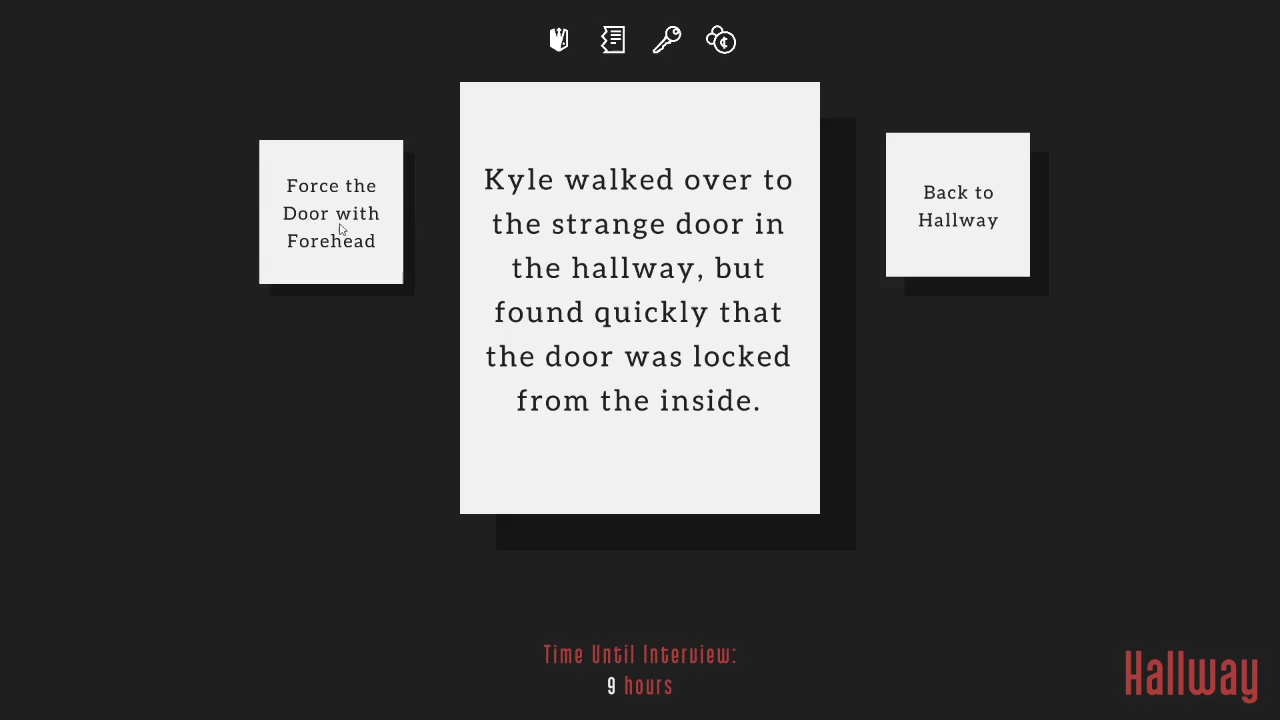 Force the
Door with
Forehead
Kyle walked over to
the strange door in
the hallway, but
found quickly that
the door was locked
from the inside.
Back to
Hallway
Time Until Interview:
9 hours
Hallway